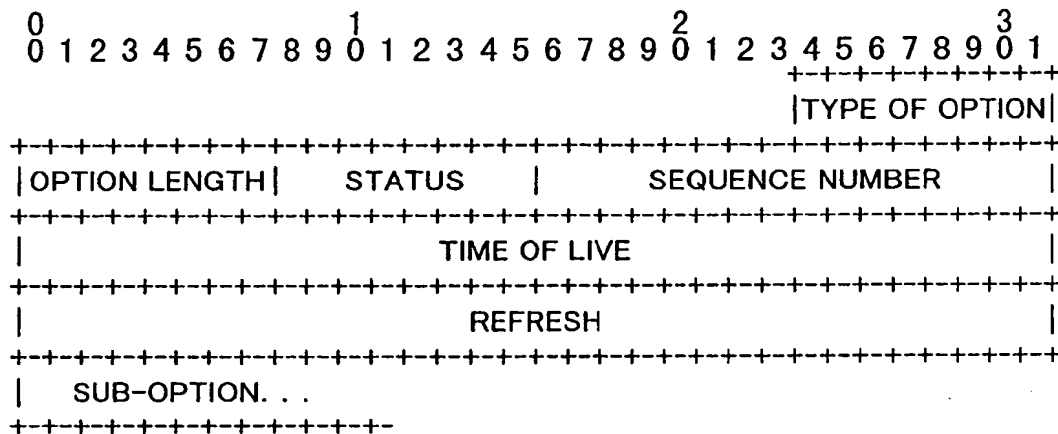 0                   1                   2                   3
0 1 2 3 4 5 6 7 8 9 0 1 2 3 4 5 6 7 8 9 0 1 2 3 4 5 6 7 8 9 0 1
+-+-+-+-+-+-+-+-+
|TYPE OF OPTION|
+-+-+-+-+-+-+-+-+-+-+-+-+-+-+-+-+-+-+-+-+-+-+-+-+-+-+-+-+-+-+-+-+
|OPTION LENGTH| STATUS | SEQUENCE NUMBER |
+-+-+-+-+-+-+-+-+-+-+-+-+-+-+-+-+-+-+-+-+-+-+-+-+-+-+-+-+-+-+-+-+
| TIME OF LIVE |
+-+-+-+-+-+-+-+-+-+-+-+-+-+-+-+-+-+-+-+-+-+-+-+-+-+-+-+-+-+-+-+-+
| REFRESH |
+-+-+-+-+-+-+-+-+-+-+-+-+-+-+-+-+-+-+-+-+-+-+-+-+-+-+-+-+-+-+-+-+
| SUB-OPTION. . .
+-+-+-+-+-+-+-+-+-+-+-+-